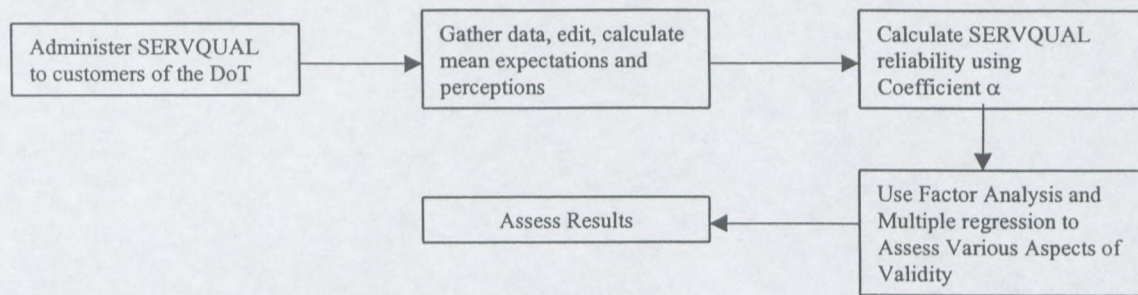 Administer SERVQUAL
to customers of the DoT
Gather data, edit, calculate
mean expectations and
perceptions
Calculate SERVQUAL
reliability using
Coefficient α
Use Factor Analysis and
Multiple regression to
Assess Various Aspects of
Validity
Assess Results